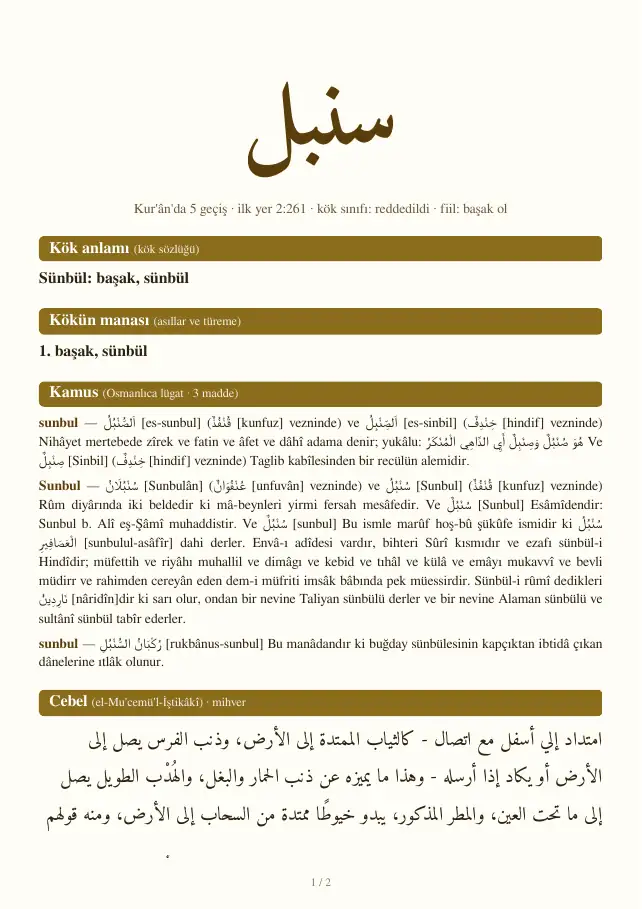 سنبل
Kur'ân'da 5 geçiş · ilk yer 2:261 · kök sınıfı: reddedildi · fiil: başak ol
Kök anlamı (kök sözlüğü)
Sünbül: başak, sünbül
Kökün manası (asıllar ve türeme)
1. başak, sünbül
Kamus (Osmanlıca lügat · 3 madde)
sunbul — اَلصُّنْبُلُ [es-sunbul] (قُنْفُذٌ [kunfuz] vezninde) ve اَلصِّنْبِلُ [es-sinbil] (خِنْدِفٌ [hindif] vezninde)
Nihâyet mertebede zîrek ve fatin ve âfet ve dâhî adama denir; yukâlu: هُوَ صُنْبُلٌ وَصِنْبِلٌ أَيِ الدَّاهِي الْمُنْكَرُ Ve
صِنْبِلٌ [Sinbil] (خِنْدِفٌ [hindif] vezninde) Taglib kabîlesinden bir recülün alemidir.
Sunbul — سُنْبُلَانُ [Sunbulân] (عُنْفُوَانٌ [unfuvân] vezninde) ve سُنْبُلُ [Sunbul] (قُنْفُذٌ [kunfuz] vezninde)
Rûm diyârında iki beldedir ki mâ-beynleri yirmi fersah mesâfedir. Ve سُنْبُلٌ [Sunbul] Esâmîdendir:
Sunbul b. Alî eş-Şâmî muhaddistir. Ve سُنْبُلٌ [sunbul] Bu ismle marûf hoş-bû şükûfe ismidir ki سُنْبُلُ
الْعَصَافِيرِ [sunbulul-asâfîr] dahi derler. Envâ-ı adîdesi vardır, bihteri Sûrî kısmıdır ve ezafı sünbül-i
Hindîdir; müfettih ve riyâhı muhallil ve dimâgı ve kebid ve tıhâl ve külâ ve emâyı mukavvî ve bevli
müdirr ve rahimden cereyân eden dem-i müfriti imsâk bâbında pek müessirdir. Sünbül-i rûmî dedikleri
نَارِدِينُ [nâridîn]dir ki sarı olur, ondan bir nevine Taliyan sünbülü derler ve bir nevine Alaman sünbülü ve
sultânî sünbül tabîr ederler.
sunbul — رُكْبَانُ السُّنْبُلِ [rukbânus-sunbul] Bu manâdandır ki buğday sünbülesinin kapçıktan ibtidâ çıkan
dânelerine ıtlâk olunur.
Cebel (el-Mu'cemü'l-İştikâkî) · mihver
امتداد إلي أسفل مع اتصال - كالثياب الممتدة إلى الأرض، وذنب الفرس يصل إلى
الأرض أو يكاد إذا أرسله - وهذا ما يميزه عن ذنب الحمار والبغل، والهُدْب الطويل يصل
إلى ما تحت العين، والمطر المذكور، يبدو خيوطًا ممتدة من السحاب إلى الأرض، ومنه قولهم
1 / 2